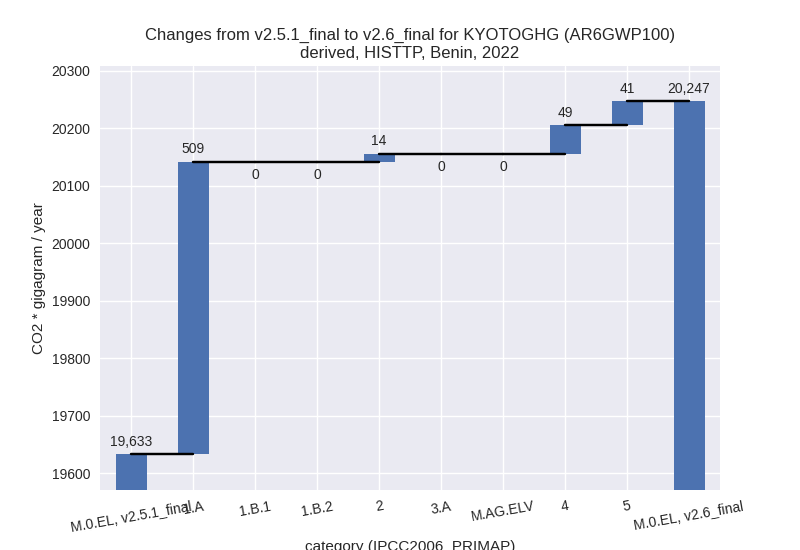 Changes from v2.5.1_final to v2.6_final for KYOTOGHG (AR6GWP100)
derived, HISTTP, Benin, 2022
20300
20200
20100
20000
19900
19800
19700
19600
CO2 * gigagram / year
19,633
509
0
0
14
0
0
49
41
20,247
M.0.EL, v2.5.1_final
1.A
1.B.1
1.B.2
2
3.A
M.AG.ELV
4
5
M.0.EL, v2.6_final
category (IPCC2006_PRIMAP)